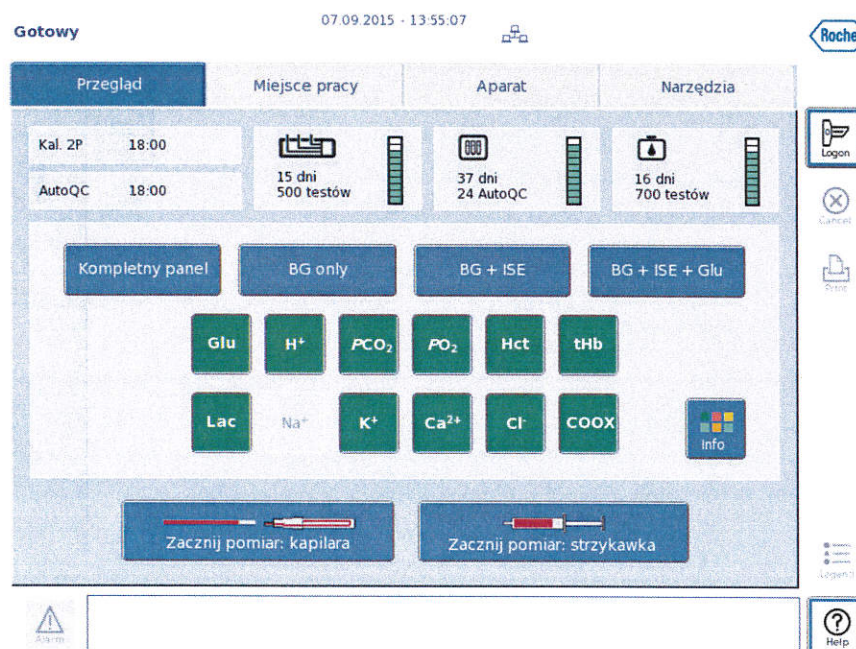 Gotowy
07.09.2015 - 13:55:07
Roche
Przegląd
Miejsce pracy
Aparat
Narzędzia
Kal. 2P 18:00
AutoQC 18:00
15 dni
500 testów
37 dni
24 AutoQC
16 dni
700 testów
Logon
Cancel
Print
Kompletny panel
BG only
BG + ISE
BG + ISE + Glu
Glu
H⁺
PCO₂
PO₂
Hct
tHb
Lac
Na⁺
K⁺
Ca²⁺
Cl⁻
COOX
Info
Zacznij pomiar: kapilara
Zacznij pomiar: strzykawka
Legend
Alarm
Help